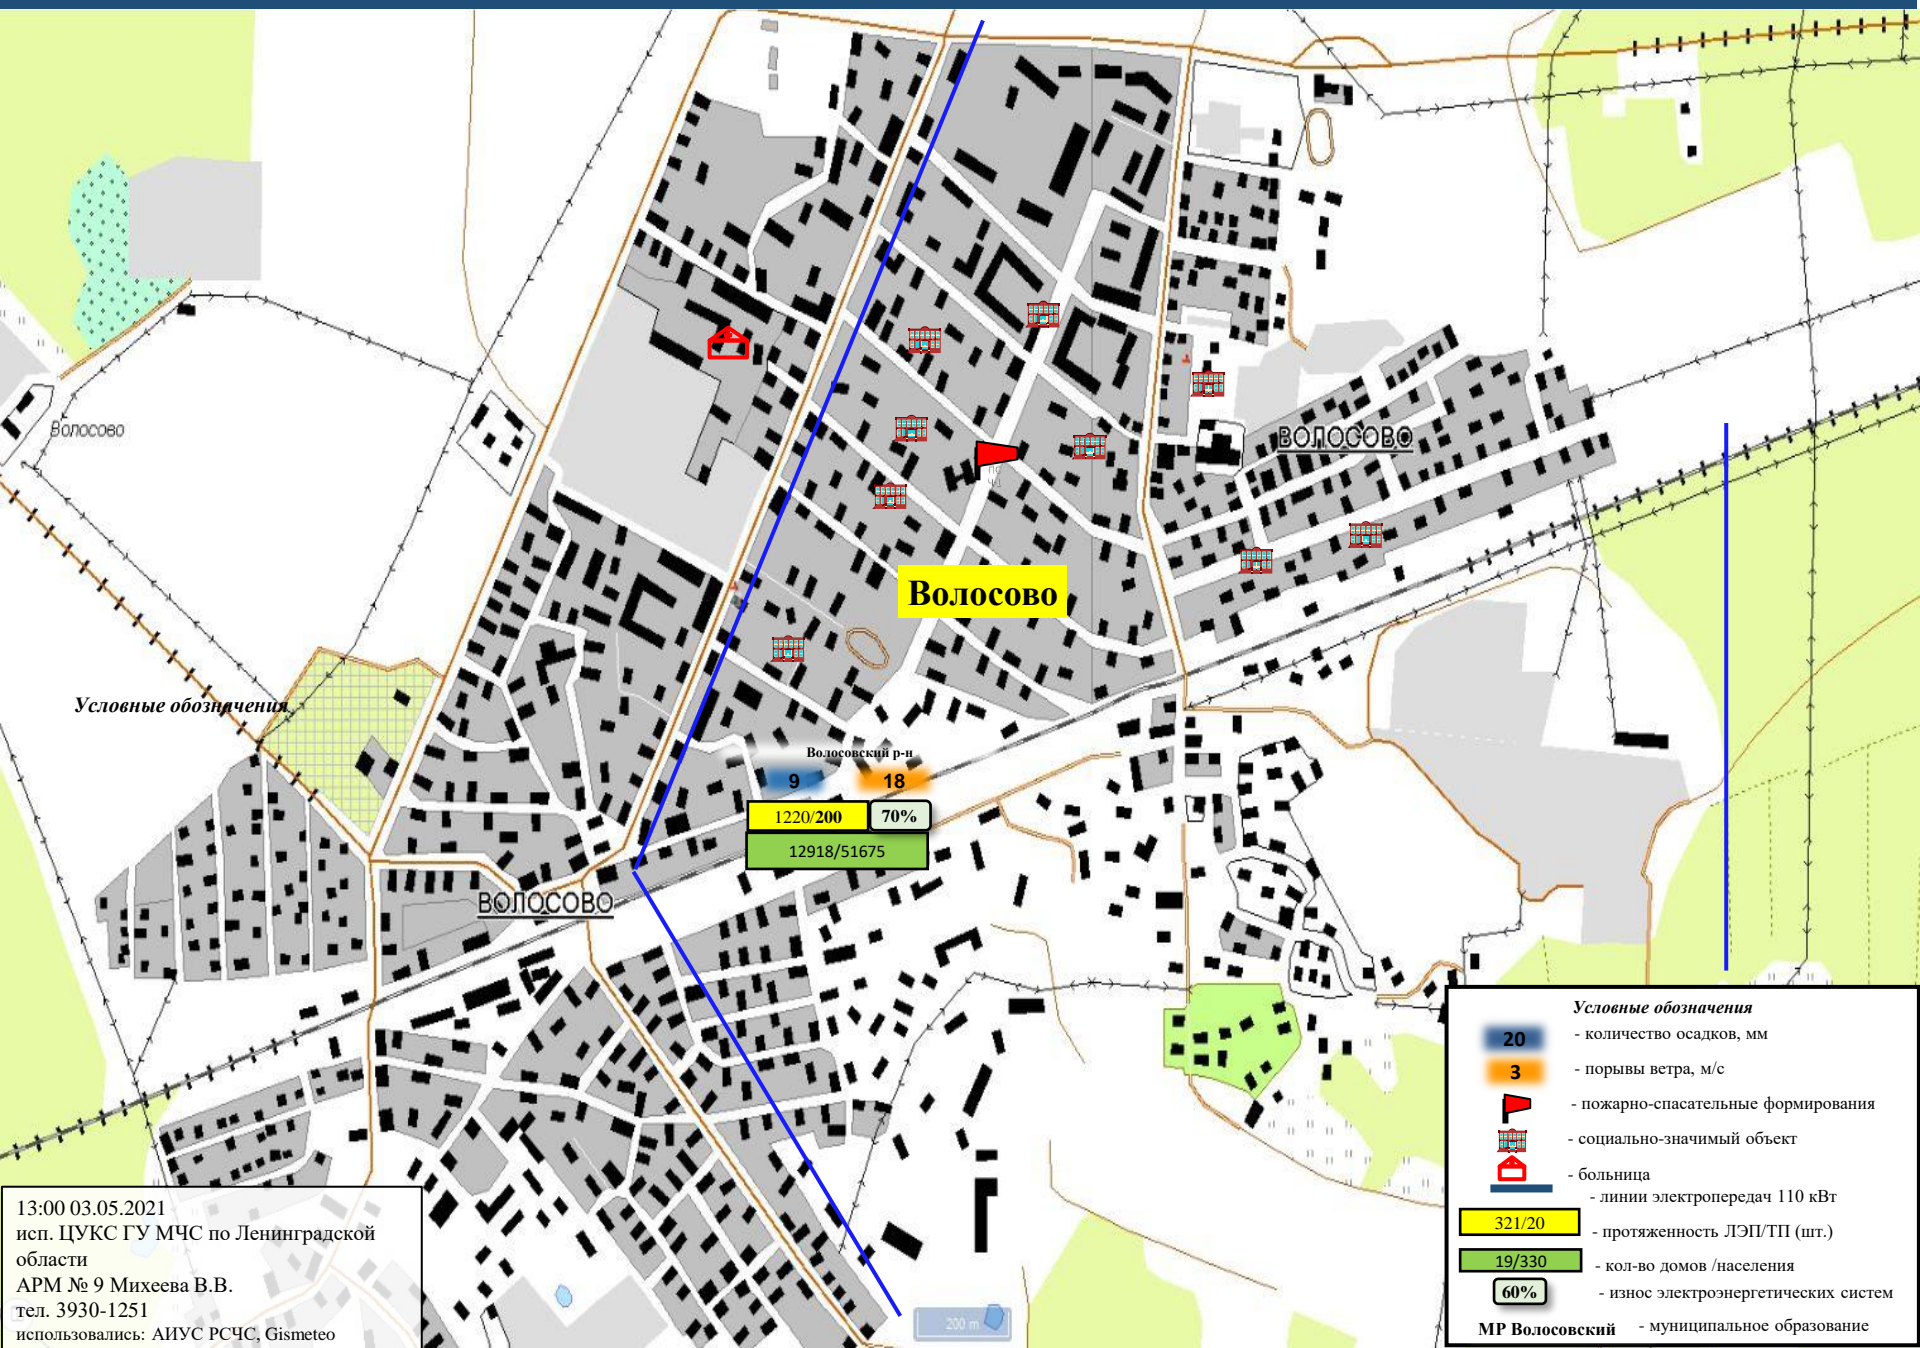 Волосово
ВОЛОСОВО
Волосово
Условные обозначения
Волосовский р-н
9
18
1220/200
70%
12918/51675
ВОЛОСОВО
200 m
13:00 03.05.2021
исп. ЦУКС ГУ МЧС по Ленинградской
области
АРМ № 9 Михеева В.В.
тел. 3930-1251
использовались: АИУС РСЧС, Gismeteo
Условные обозначения
20 - количество осадков, мм
3 - порывы ветра, м/с
- пожарно-спасательные формирования
- социально-значимый объект
- больница
- линии электропередач 110 кВт
321/20 - протяженность ЛЭП/ТП (шт.)
19/330 - кол-во домов /населения
60% - износ электроэнергетических систем
МР Волосовский - муниципальное образование